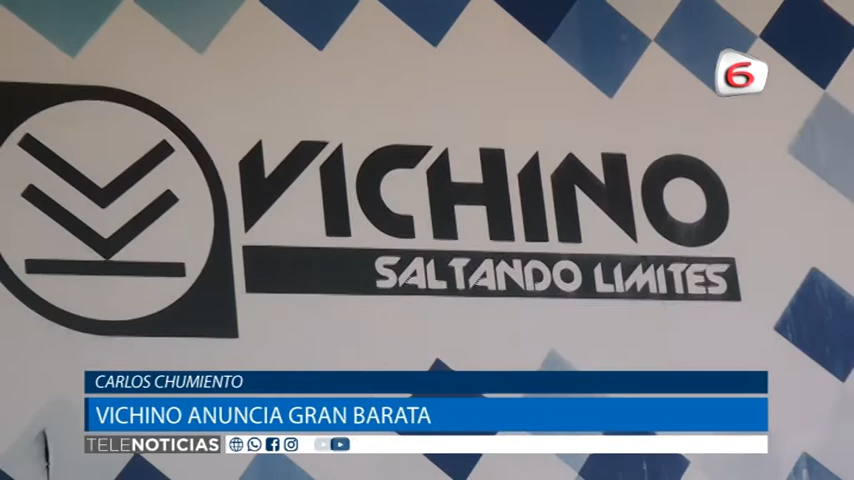 6
VICHINO
SALTANDO LIMITES
CARLOS CHUMIENTO
VICHINO ANUNCIA GRAN BARATA
TELENOTICIAS